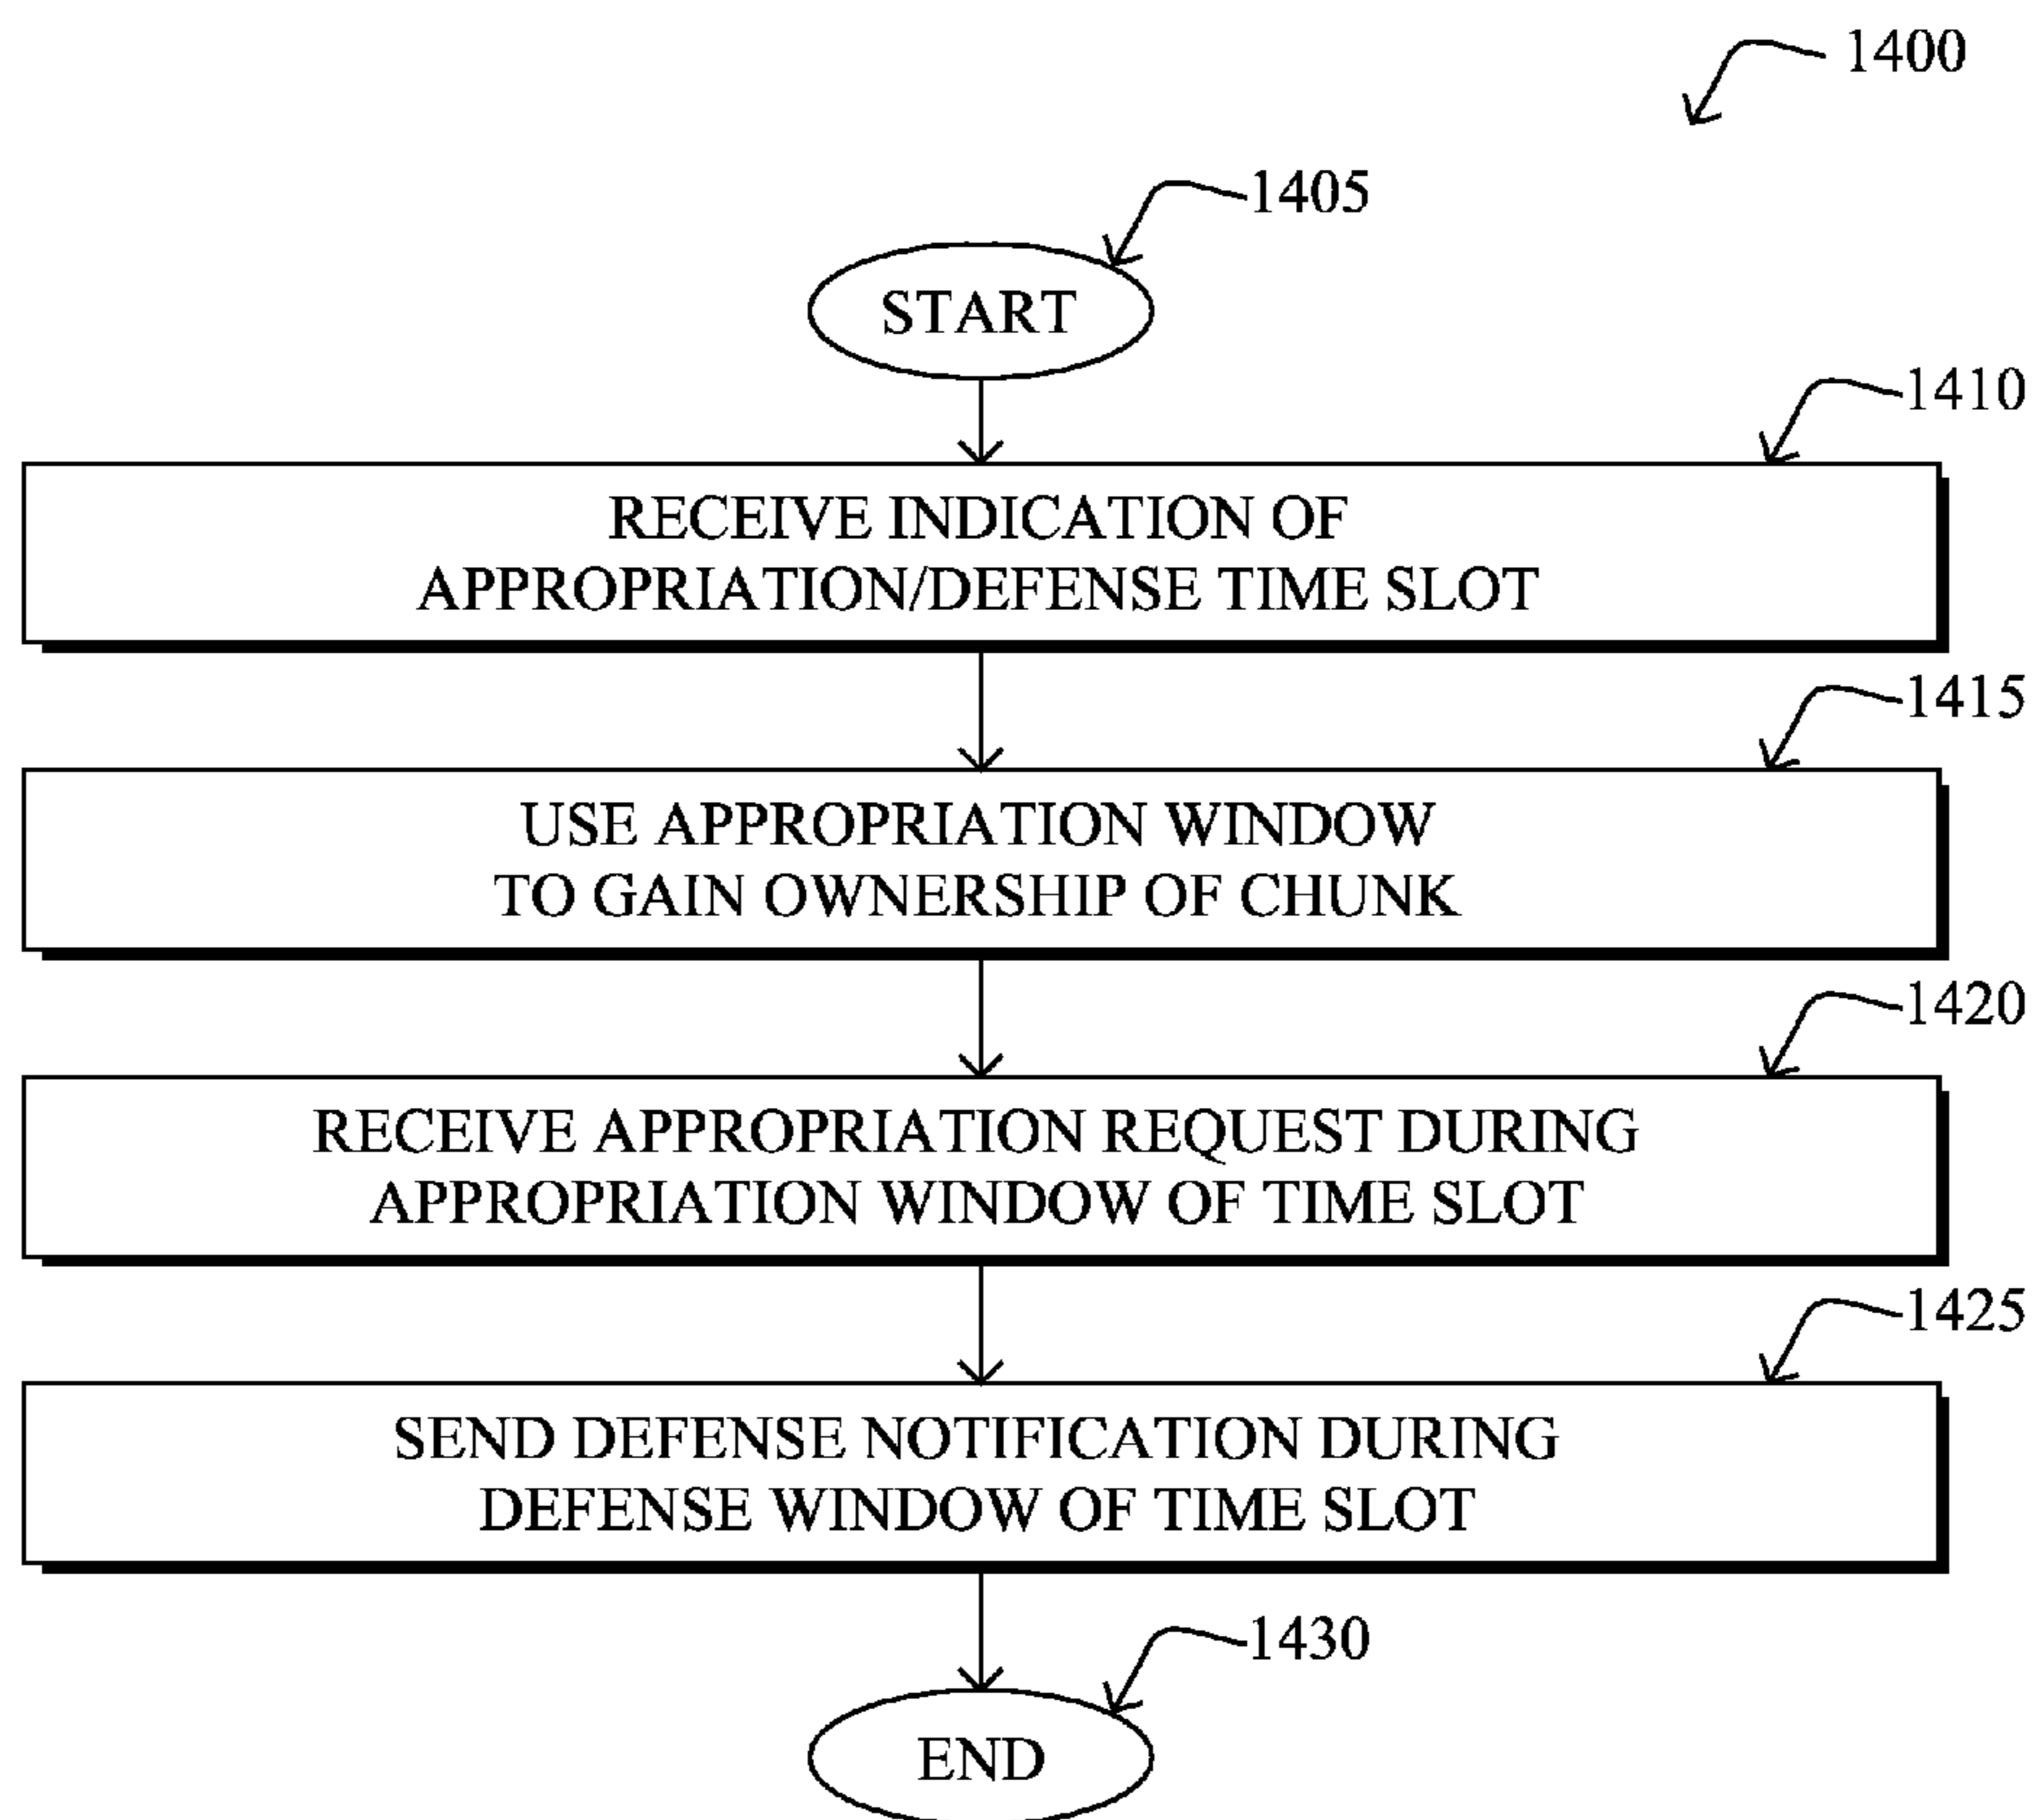 1400
1405
START
1410
RECEIVE INDICATION OF
APPROPRIATION/DEFENSE TIME SLOT
1415
USE APPROPRIATION WINDOW
TO GAIN OWNERSHIP OF CHUNK
1420
RECEIVE APPROPRIATION REQUEST DURING
APPROPRIATION WINDOW OF TIME SLOT
1425
SEND DEFENSE NOTIFICATION DURING
DEFENSE WINDOW OF TIME SLOT
1430
END